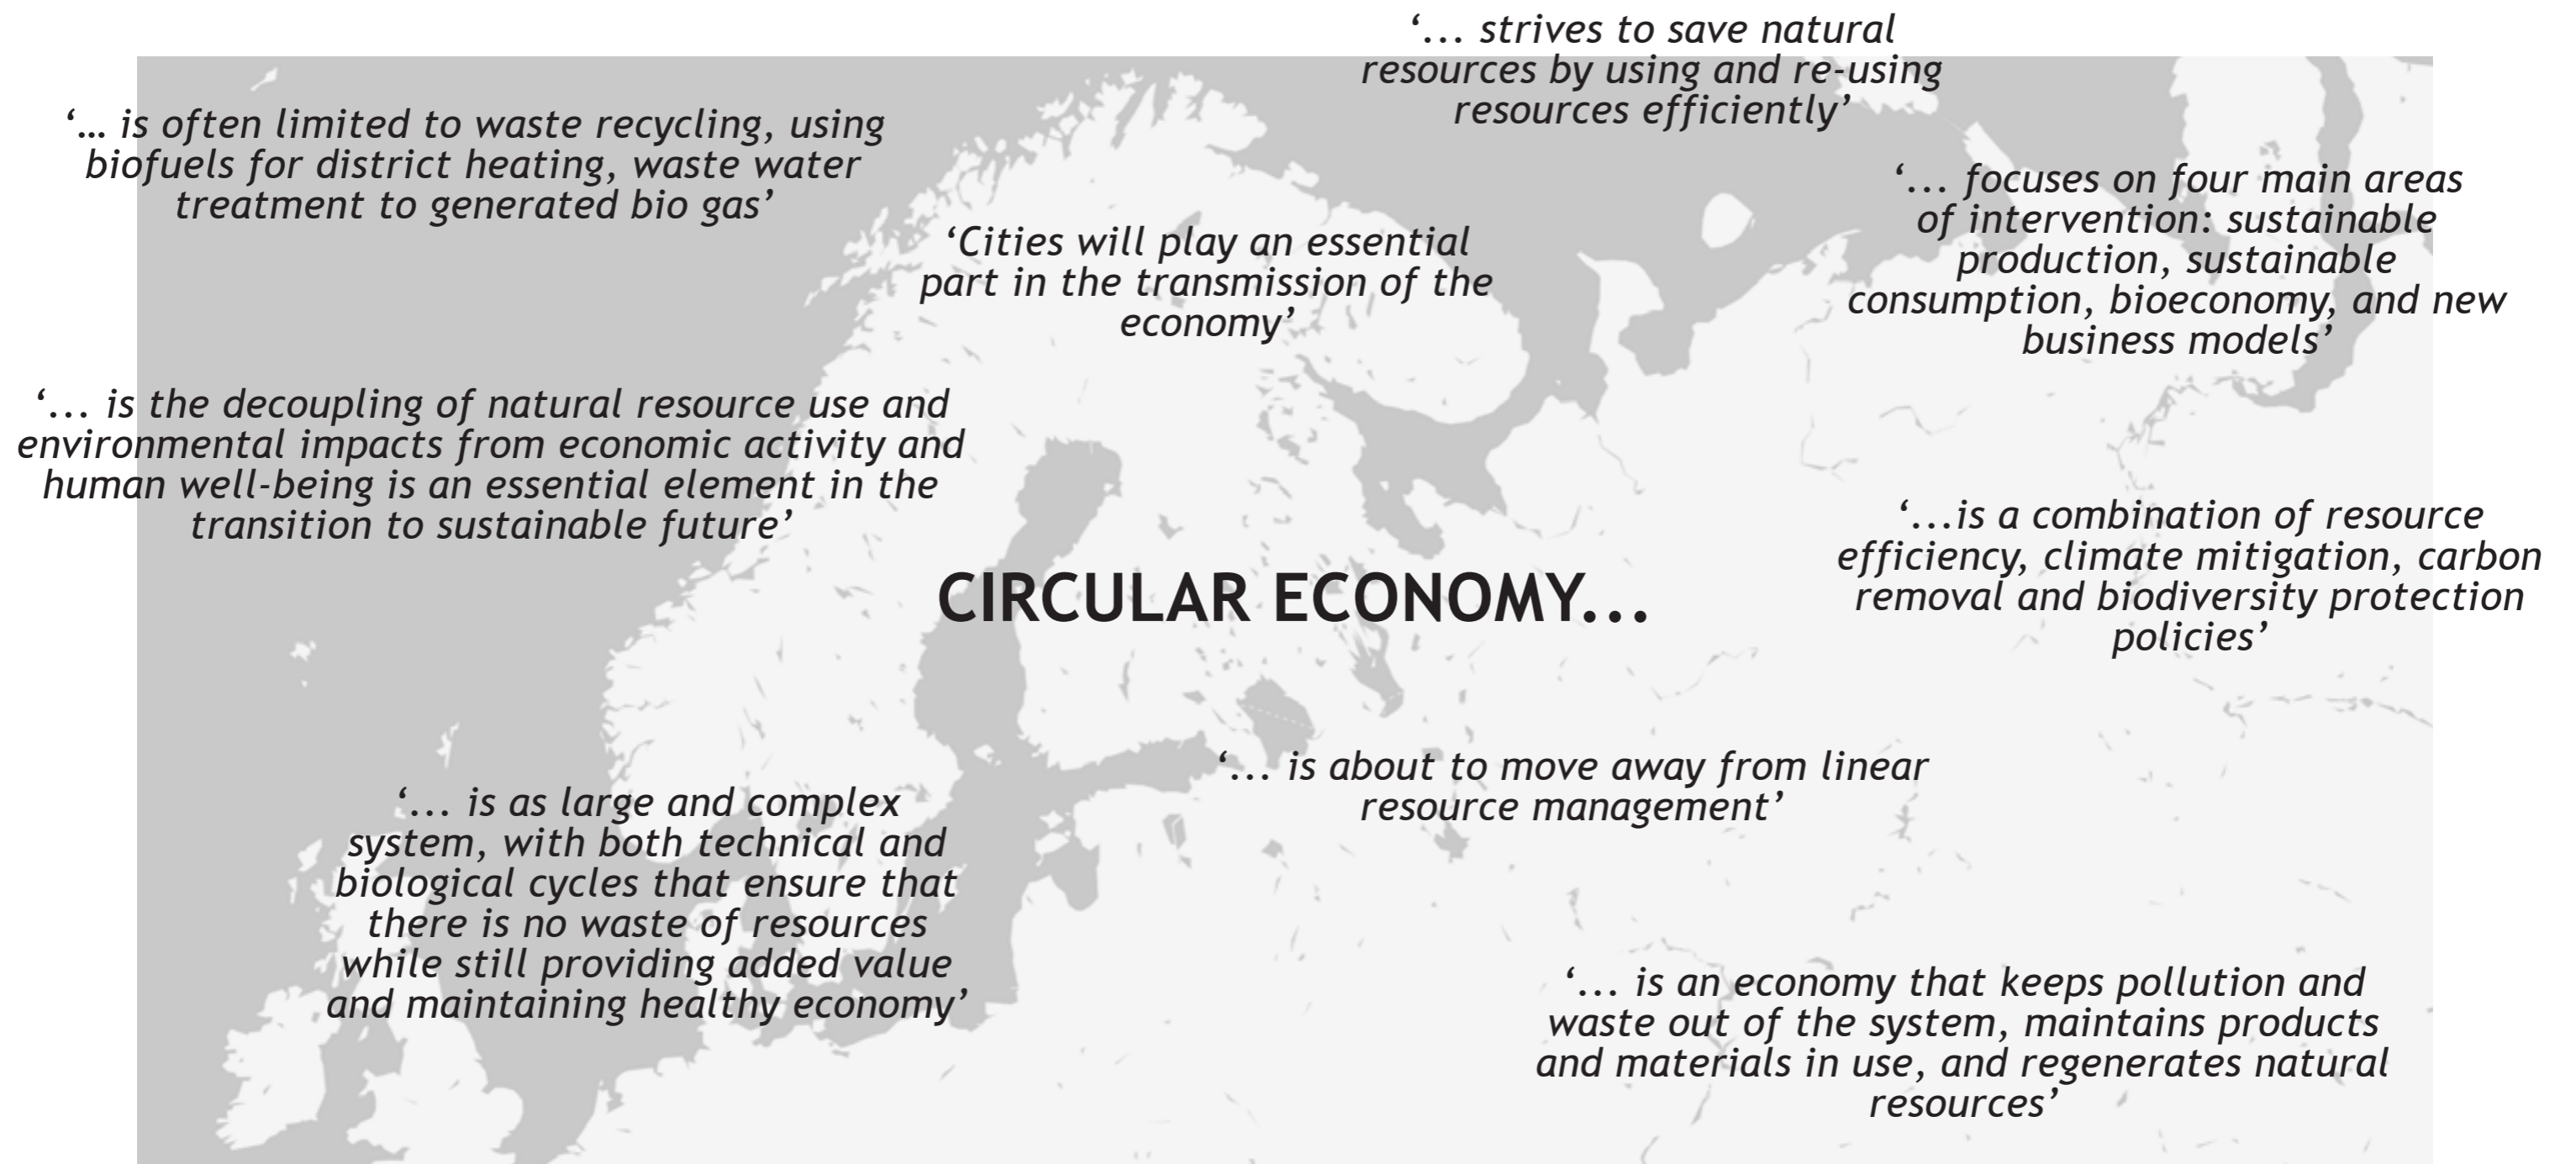 ‘... strives to save natural
resources by using and re-using
resources efficiently’
‘... is often limited to waste recycling, using
biofuels for district heating, waste water
treatment to generated bio gas’
‘... focuses on four main areas
of intervention: sustainable
production, sustainable
consumption, bioeconomy, and new
business models’
‘Cities will play an essential
part in the transmission of the
economy’
‘... is the decoupling of natural resource use and
environmental impacts from economic activity and
human well-being is an essential element in the
transition to sustainable future’
‘...is a combination of resource
efficiency, climate mitigation, carbon
removal and biodiversity protection
policies’
CIRCULAR ECONOMY...
‘... is about to move away from linear
resource management’
‘... is as large and complex
system, with both technical and
biological cycles that ensure that
there is no waste of resources
while still providing added value
and maintaining healthy economy’
‘... is an economy that keeps pollution and
waste out of the system, maintains products
and materials in use, and regenerates natural
resources’